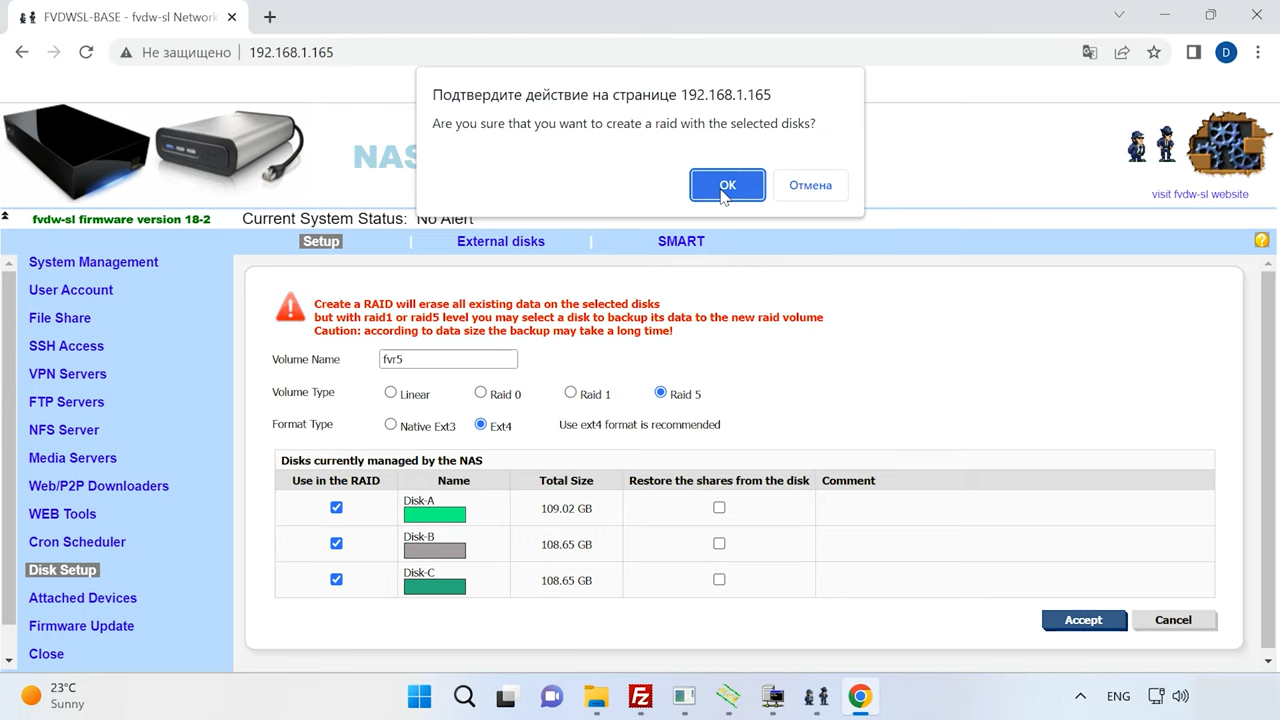 FVDWSL-BASE - fvdw-sl Network
Не защищено
192.168.1.165
D
Подтвердите действие на странице 192.168.1.165
Are you sure that you want to create a raid with the selected disks?
OK
Отмена
NAS
visit fvdw-sl website
fvdw-sl firmware version 18-2
Current System Status: No Alert
Setup | External disks | SMART
System Management
User Account
File Share
SSH Access
VPN Servers
FTP Servers
NFS Server
Media Servers
Web/P2P Downloaders
WEB Tools
Cron Scheduler
Disk Setup
Attached Devices
Firmware Update
Close
Create a RAID will erase all existing data on the selected disks
but with raid1 or raid5 level you may select a disk to backup its data to the new raid volume
Caution: according to data size the backup may take a long time!
Volume Name fvr5
Volume Type Linear Raid 0 Raid 1 Raid 5
Format Type Native Ext3 Ext4 Use ext4 format is recommended
Disks currently managed by the NAS
Use in the RAID Name Total Size Restore the shares from the disk Comment
Disk-A 109.02 GB
Disk-B 108.65 GB
Disk-C 108.65 GB
Accept Cancel
23°C
Sunny
ENG